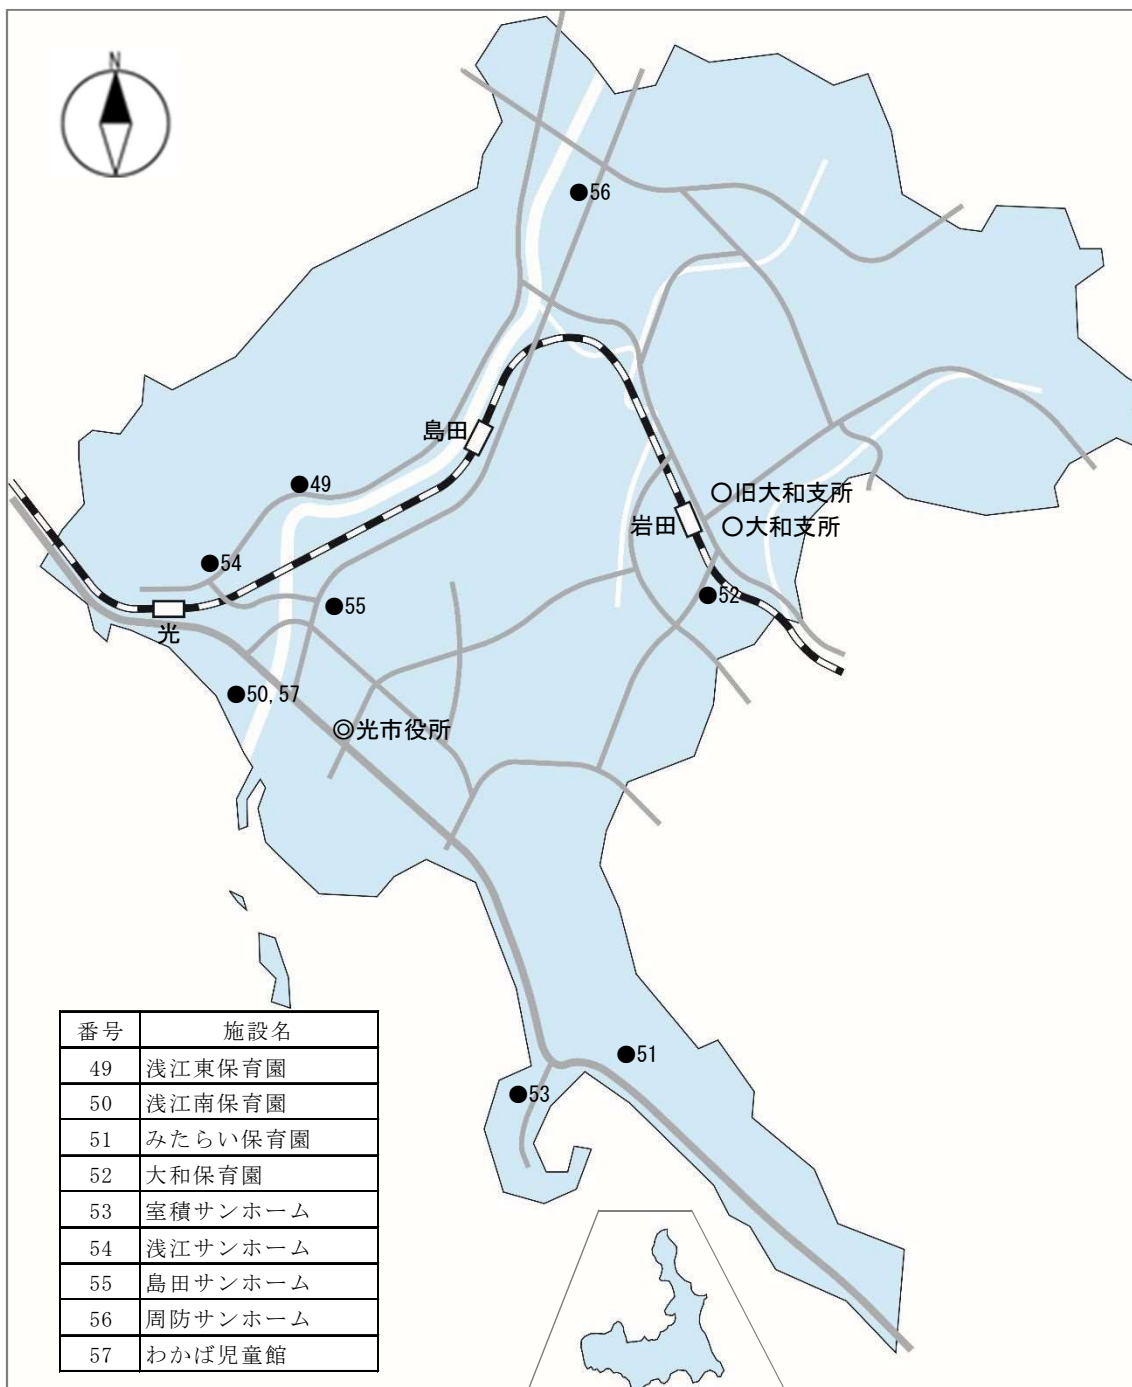 N
●56
島田
●49
○旧大和支所
岩田 ○大和支所
●54
●52
●55
光
●50,57
◎光市役所
●51
●53
番号 施設名
49 浅江東保育園
50 浅江南保育園
51 みたらい保育園
52 大和保育園
53 室積サンホーム
54 浅江サンホーム
55 島田サンホーム
56 周防サンホーム
57 わかば児童館